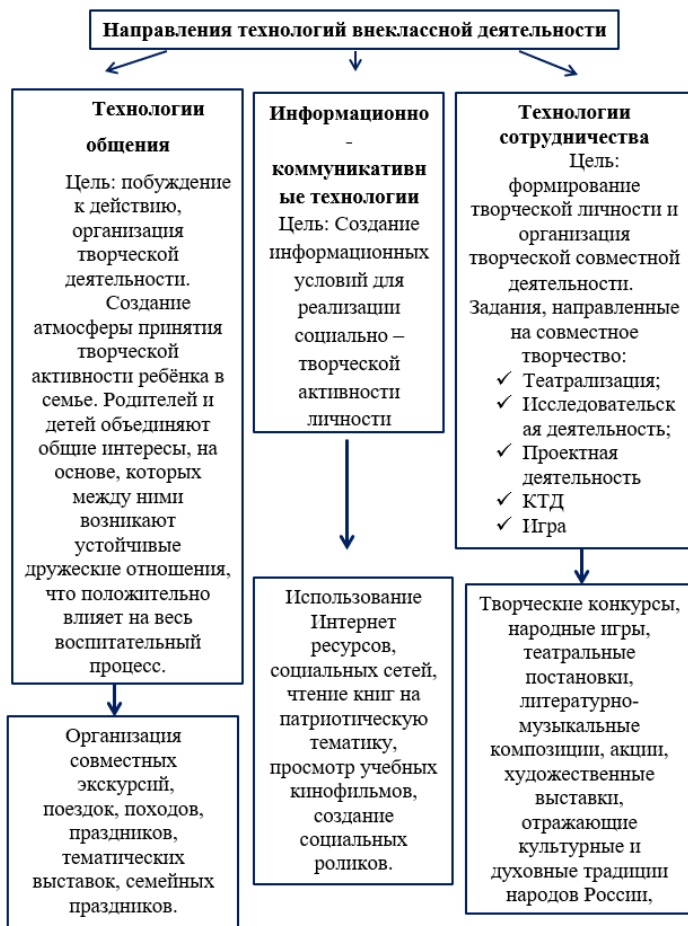 Направления технологий внеклассной деятельности
Технологии
общения
Цель: побуждение
к действию,
организация
творческой
деятельности.
Создание
атмосферы принятия
творческой
активности ребёнка в
семье. Родителей и
детей объединяют
общие интересы, на
основе, которых
между ними
возникают
устойчивые
дружеские отношения,
что положительно
влияет на весь
воспитательный
процесс.
Организация
совместных
экскурсий,
поездок, походов,
праздников,
тематических
выставок, семейных
праздников.
Информационно
-
коммуникативн
ые технологии
Цель: Создание
информационных
условий для
реализации
социально –
творческой
активности
личности
Использование
Интернет
ресурсов,
социальных сетей,
чтение книг на
патриотическую
тематику,
просмотр учебных
кинофильмов,
создание
социальных
роликов.
Технологии
сотрудничества
Цель:
формирование
творческой личности и
организация
творческой совместной
деятельности.
Задания, направленные
на совместное
творчество:
✓ Театрализация;
✓ Исследовательск
ая деятельность;
✓ Проектная
деятельность
✓ КТД
✓ Игра
Творческие конкурсы,
народные игры,
театральные
постановки,
литературно-
музыкальные
композиции, акции,
художественные
выставки,
отражающие
культурные и
духовные традиции
народов России,